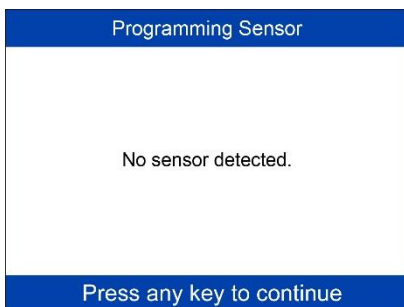 Programming Sensor
No sensor detected.
Press any key to continue